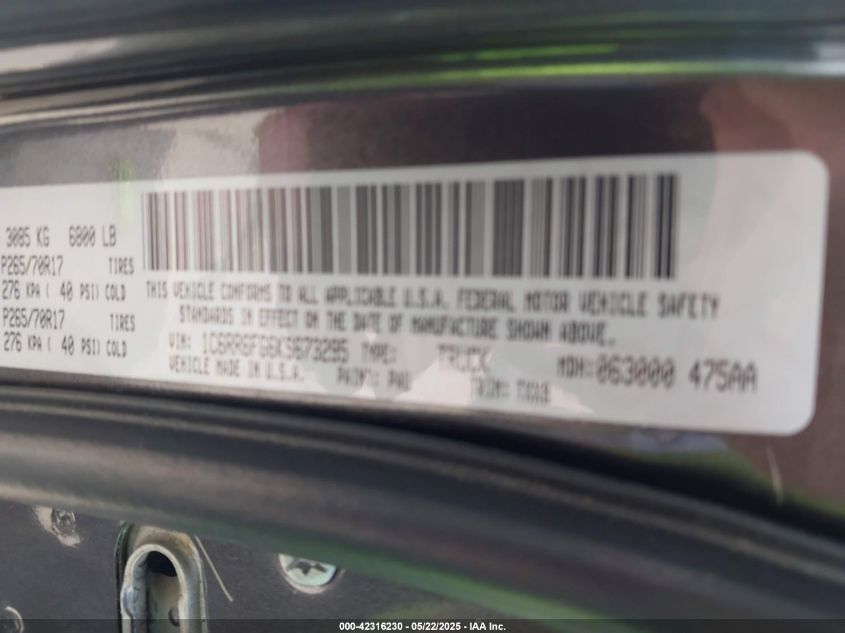 3085 KG 6800 LB
P265/70R17 TIRES
276 KPA ( 40 PSI) COLD
P265/70R17 TIRES
276 KPA ( 40 PSI) COLD
THIS VEHICLE CONFORMS TO ALL APPLICABLE U.S.A. FEDERAL MOTOR VEHICLE SAFETY
STANDARDS IN EFFECT ON THE DATE OF MANUFACTURE SHOWN ABOVE.
VIN: 1C6RR6FG6KS673295 TYPE: TRUCK MDH:063000 475AA
VEHICLE MADE IN U.S.A. PAINT: PAU TRIM:
000-42316230 - 05/22/2025 - IAA Inc.